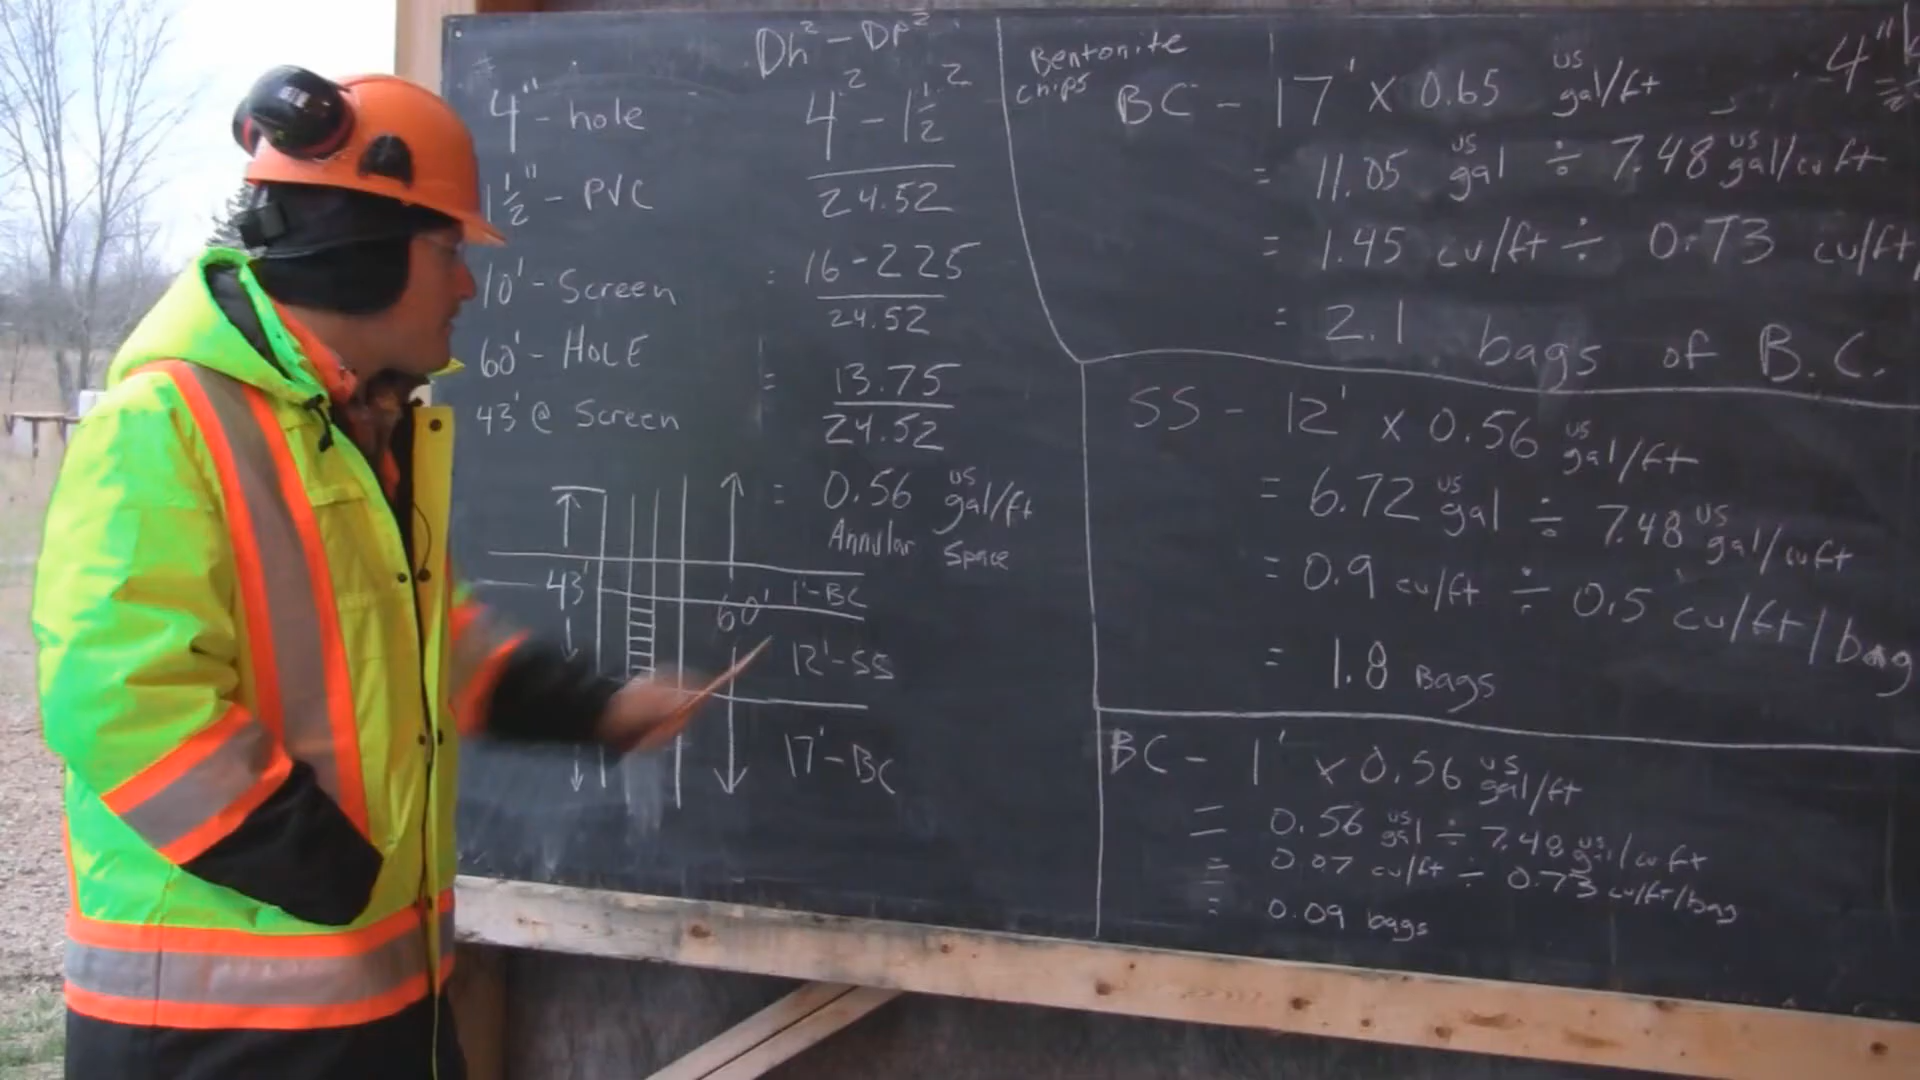 4" - hole
1 1/2" - PVC
10' - Screen
60' - HOLE
43' @ Screen
43'
60'
1'-BC
12'-SS
17'-BC
Dh² - Dp²
4² - 1 1/2²
24.52
= 16 - 225
24.52
= 13.75
24.52
= 0.56 US gal/ft
Annular Space
Bentonite
chips
BC - 17' x 0.65 US gal/ft
= 11.05 US gal ÷ 7.48 US gal/cu ft
= 1.45 cu/ft ÷ 0.73 cu/ft/
= 2.1 bags of B.C.
4"
SS - 12' x 0.56 US gal/ft
= 6.72 US gal ÷ 7.48 US gal/cu ft
= 0.9 cu/ft ÷ 0.5 cu/ft/bag
= 1.8 Bags
BC - 1' x 0.56 US gal/ft
= 0.56 US gal ÷ 7.48 US gal/cu ft
= 0.07 cu/ft ÷ 0.73 cu/ft/bag
= 0.09 bags